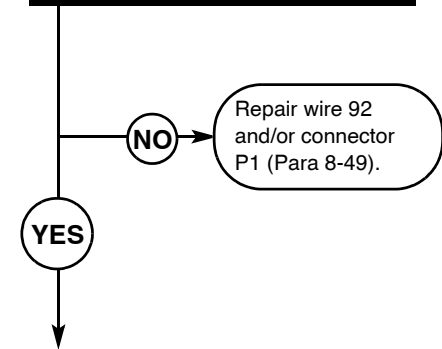 NO
Repair wire 92
and/or connector
P1 (Para 8-49).
YES